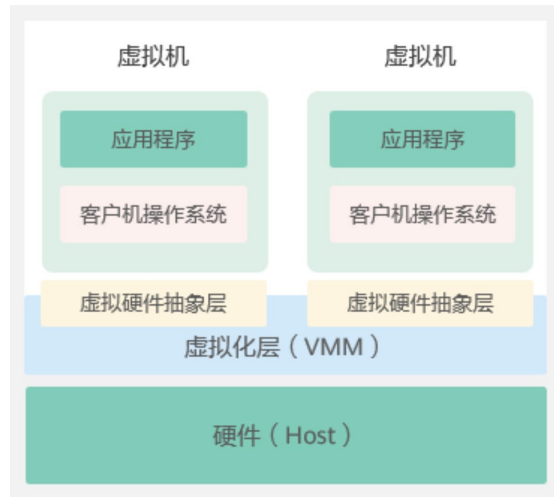 虚拟机
虚拟机
应用程序
应用程序
客户机操作系统
客户机操作系统
虚拟硬件抽象层
虚拟硬件抽象层
虚拟化层（VMM）
硬件（Host）